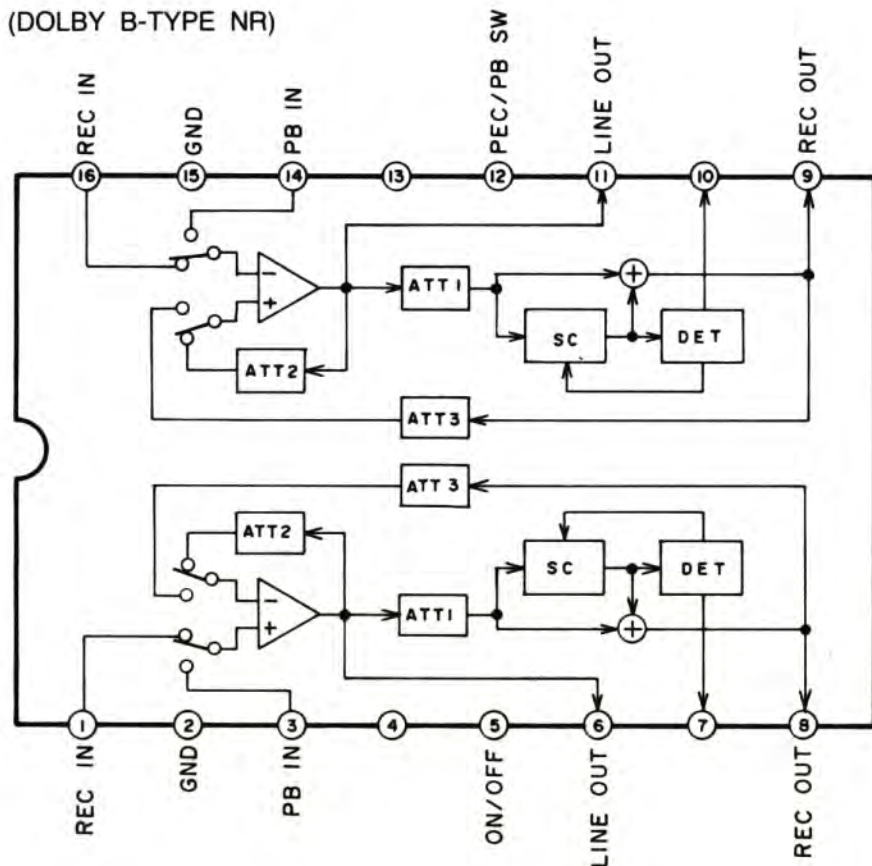 (DOLBY B-TYPE NR)
REC IN
GND
PB IN
PEC/PB SW
LINE OUT
REC OUT
16
15
14
13
12
11
10
9
-
+
ATT1
+
SC
DET
ATT2
ATT3
ATT3
ATT2
SC
DET
-
+
ATT1
+
1
2
3
4
5
6
7
8
REC IN
GND
PB IN
ON/OFF
LINE OUT
REC OUT